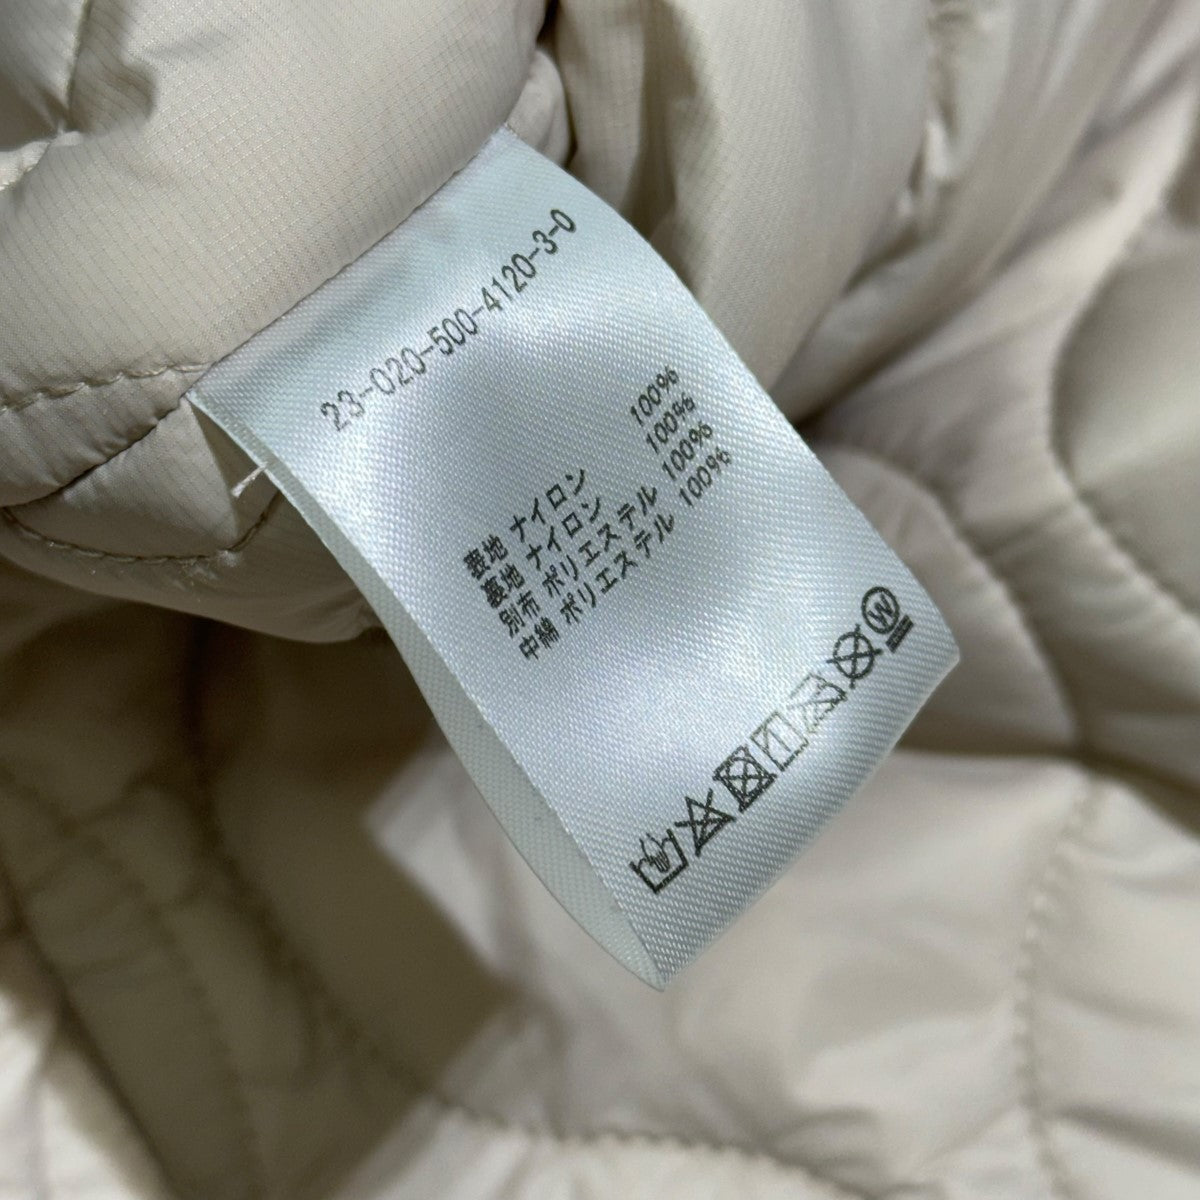 23-020-500-4120-3-0
表地 ナイロン 100%
裏地 ナイロン 100%
別布 ポリエステル 100%
中綿 ポリエステル 100%
W